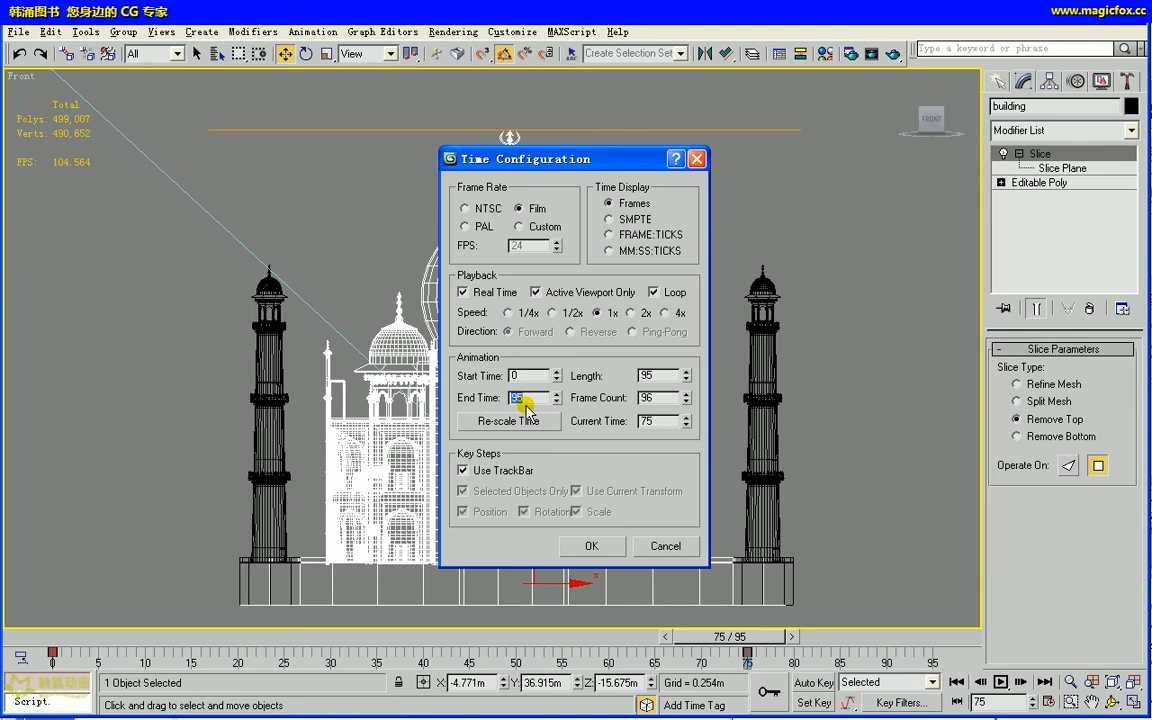 韩涌图书 您身边的 CG 专家
www.magicfox.cc
File Edit Tools Group Views Create Modifiers Animation Graph Editors Rendering Customize MAXScript Help
All View Create Selection Set Type a keyword or phrase
Front
Total
Polys: 499,007
Verts: 490,652
FPS: 104.564
FRONT
Time Configuration
Frame Rate
NTSC Film
PAL Custom
FPS: 24
Time Display
Frames
SMPTE
FRAME:TICKS
MM:SS:TICKS
Playback
Real Time Active Viewport Only Loop
Speed: 1/4x 1/2x 1x 2x 4x
Direction: Forward Reverse Ping-Pong
Animation
Start Time: 0 Length: 95
End Time: 95 Frame Count: 96
Re-scale Time Current Time: 75
Key Steps
Use TrackBar
Selected Objects Only Use Current Transform
Position Rotation Scale
OK Cancel
building
Modifier List
Slice
Slice Plane
Editable Poly
Slice Parameters
Slice Type:
Refine Mesh
Split Mesh
Remove Top
Remove Bottom
Operate On:
x
75 / 95
0 5 10 15 20 25 30 35 40 45 50 55 60 65 70 75 80 85 90 95
1 Object Selected X: -4.771m Y: 36.915m Z: -15.675m Grid = 0.254m Auto Key Selected
Script. Click and drag to select and move objects Add Time Tag Set Key Key Filters... 75